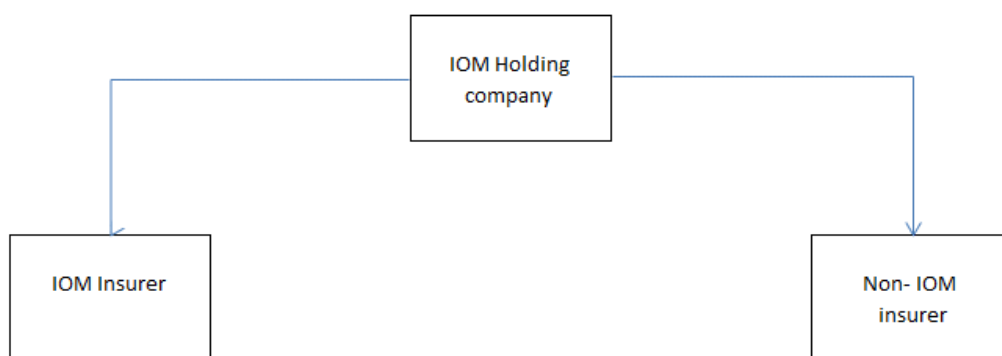 IOM Holding
company
IOM Insurer
Non- IOM
insurer